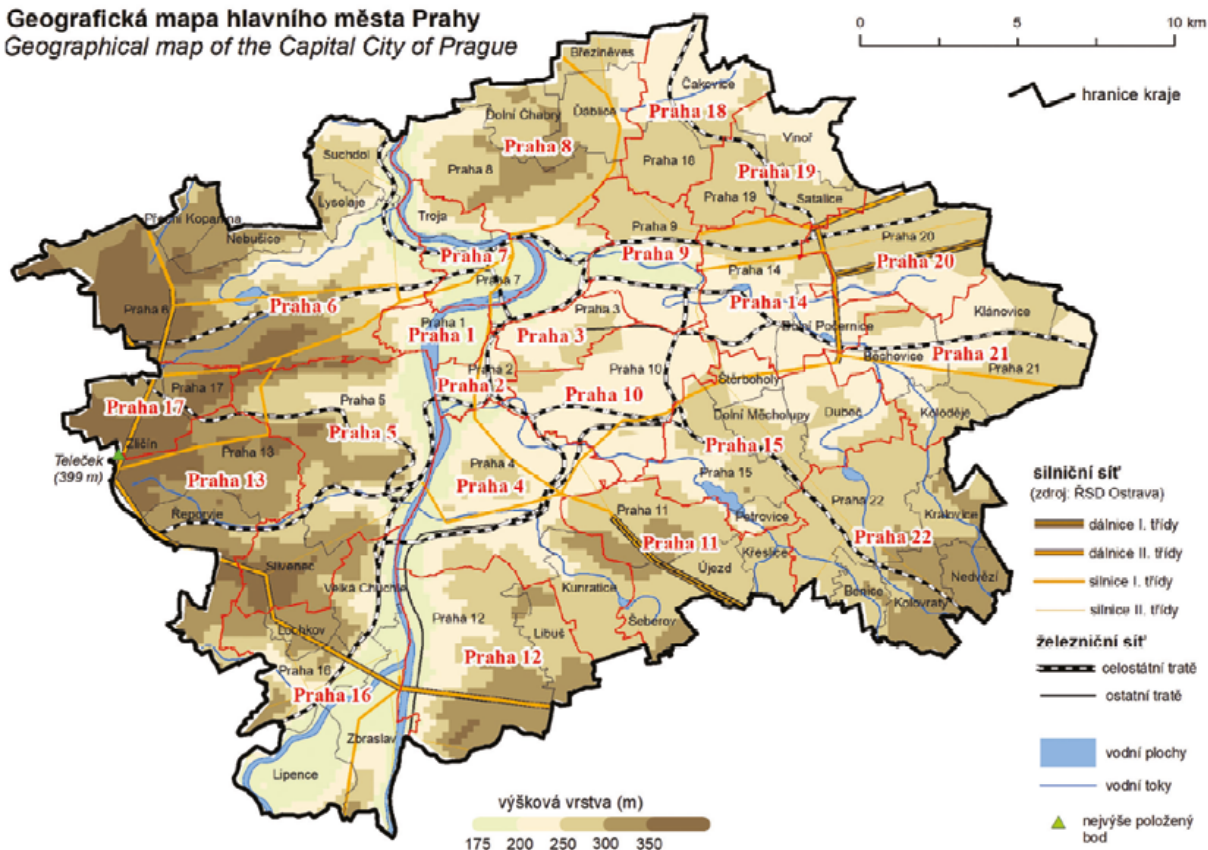 Geografická mapa hlavního města Prahy
Geographical map of the Capital City of Prague
0 5 10 km
hranice kraje
Březiněves
Čakovice
Ďáblice
Dolní Chabry
Praha 18
Praha 8
Vinoř
Suchdol
Praha 8
Praha 18
Praha 19
Lysolaje
Praha 19
Satalice
Přední Kopanina
Troja
Nebušice
Praha 9
Praha 20
Praha 7
Praha 9
Praha 20
Praha 14
Praha 7
Praha 6
Praha 14
Praha 6
Praha 3
Klánovice
Praha 1
Praha 1
Praha 3
Dolní Počernice
Běchovice
Praha 21
Praha 2
Praha 10
Praha 21
Praha 17
Praha 2
Štěrboholy
Praha 5
Praha 10
Praha 17
Dolní Měcholupy
Dubeč
Koloděje
Praha 5
Zličín
Praha 13
Praha 15
Teleček
(399 m)
Praha 4
Praha 15
Praha 13
Praha 4
Praha 22
Řeporyje
Praha 11
Petrovice
Královice
Praha 11
Praha 22
Křeslice
Slivenec
Újezd
Nedvězí
Velká Chuchle
Kunratice
Benice
Kolovraty
Praha 12
Šeberov
Lochkov
Libuš
Praha 12
Praha 16
Praha 16
Zbraslav
Lipence
silniční síť
(zdroj: ŘSD Ostrava)
dálnice I. třídy
dálnice II. třídy
silnice I. třídy
silnice II. třídy
železniční síť
celostátní tratě
ostatní tratě
vodní plochy
vodní toky
nejvýše položený
bod
výšková vrstva (m)
175 200 250 300 350